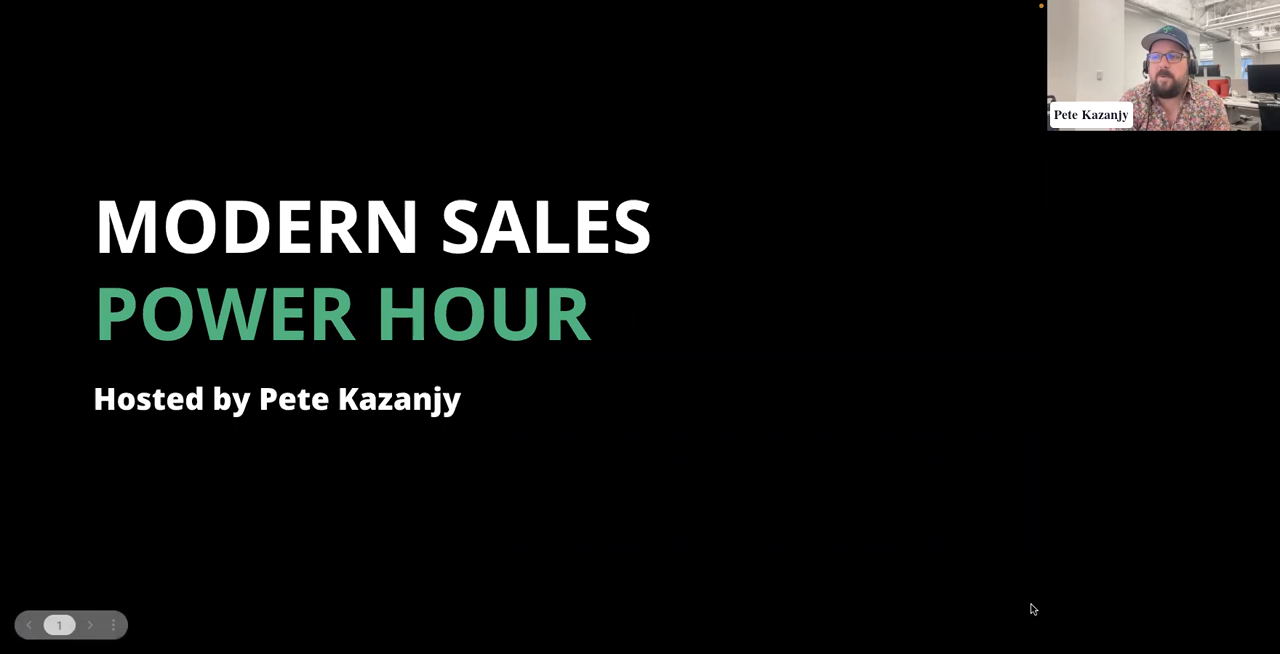 MODERN SALES
POWER HOUR
Hosted by Pete Kazanjy
Pete Kazanjy
1